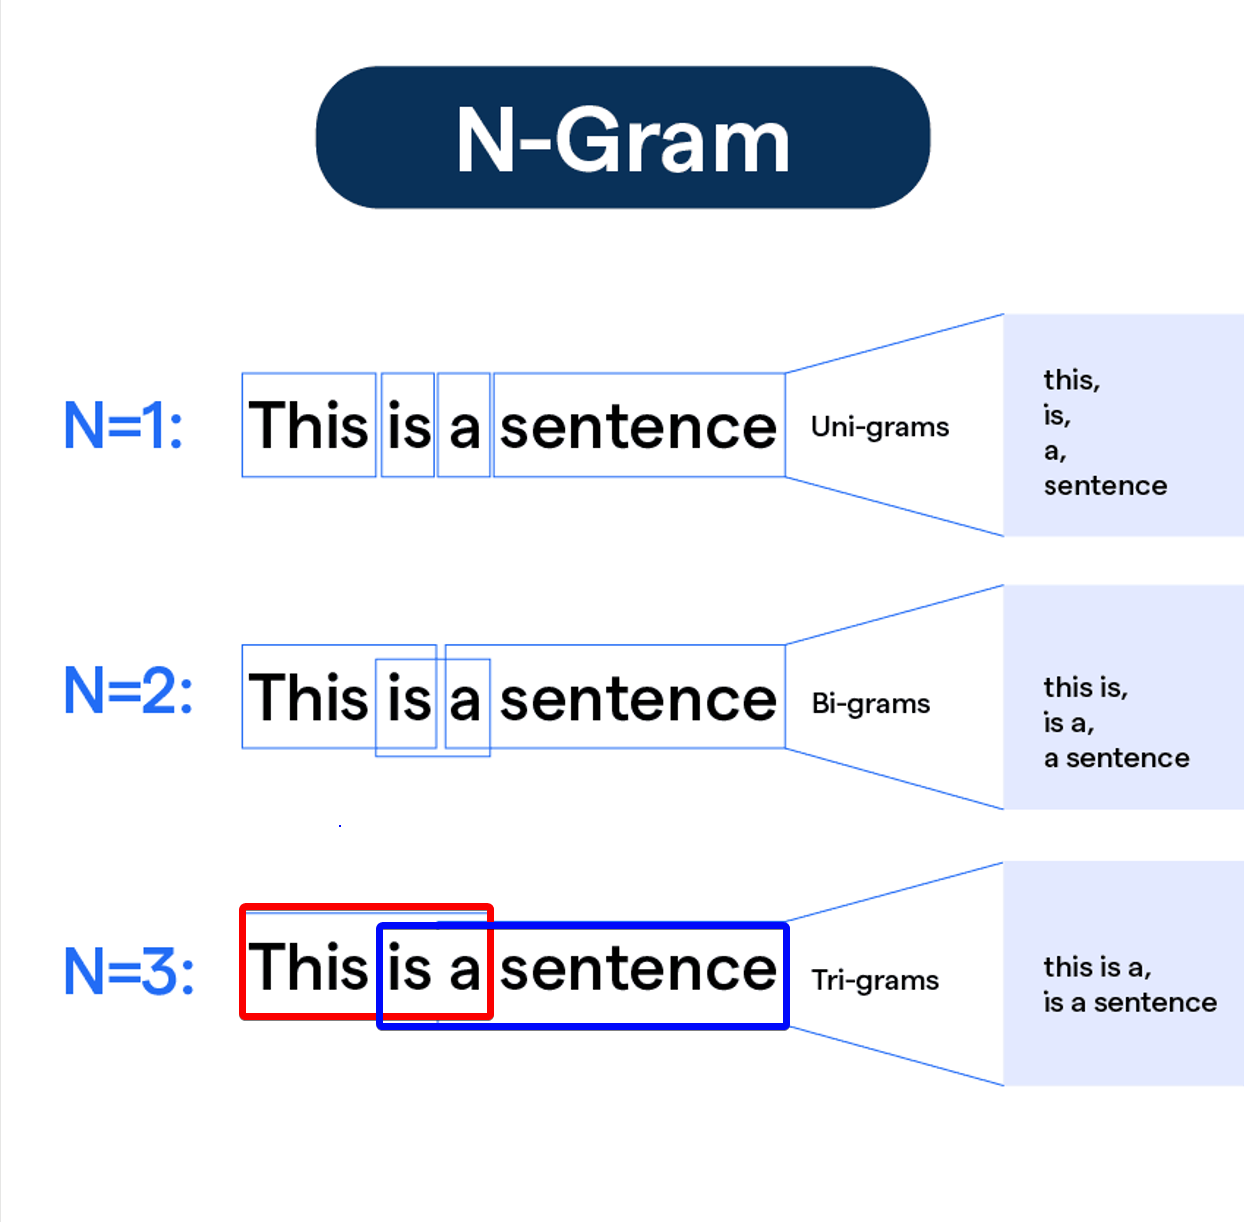 N-Gram
N=1:
This is a sentence
Uni-grams
this,
is,
a,
sentence
N=2:
This is a sentence
Bi-grams
this is,
is a,
a sentence
N=3:
This is a sentence
Tri-grams
this is a,
is a sentence